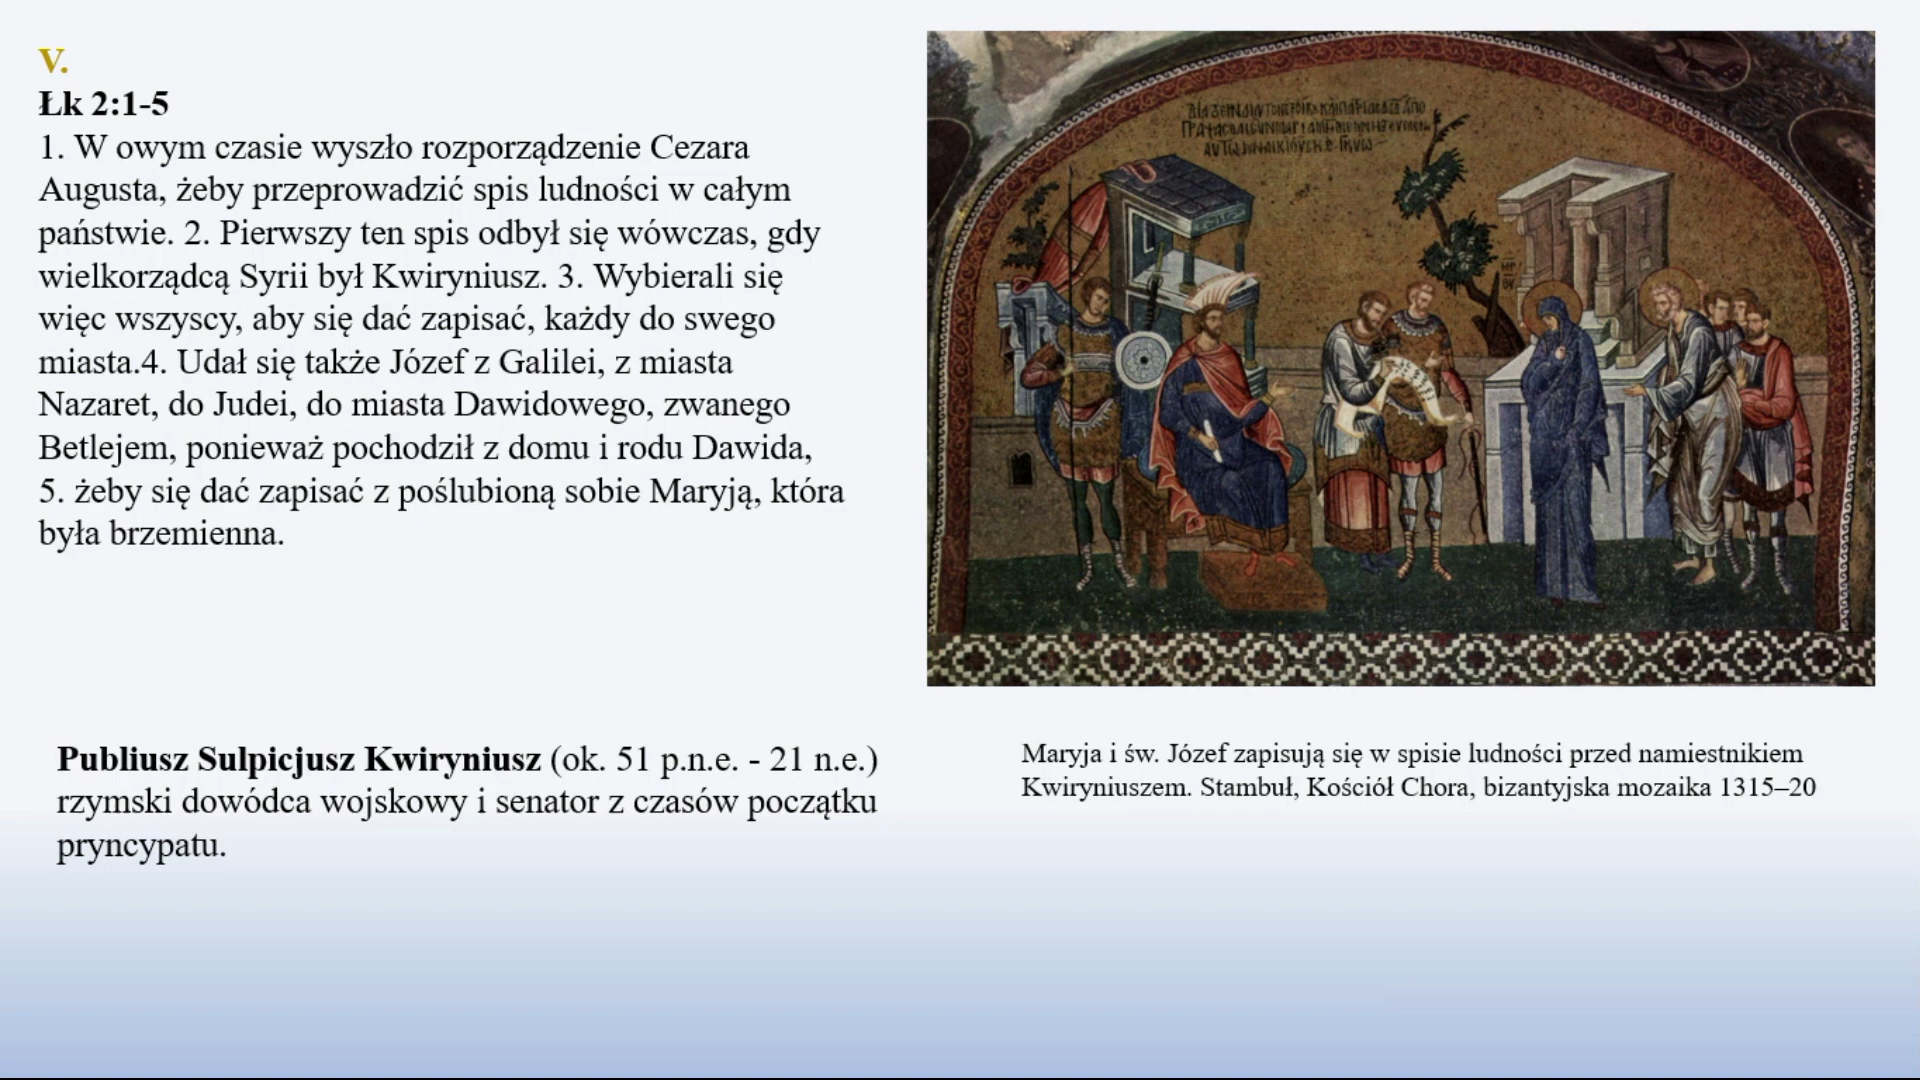 V.
Łk 2:1-5
1. W owym czasie wyszło rozporządzenie Cezara
Augusta, żeby przeprowadzić spis ludności w całym
państwie. 2. Pierwszy ten spis odbył się wówczas, gdy
wielkorządcą Syrii był Kwiryniusz. 3. Wybierali się
więc wszyscy, aby się dać zapisać, każdy do swego
miasta.4. Udał się także Józef z Galilei, z miasta
Nazaret, do Judei, do miasta Dawidowego, zwanego
Betlejem, ponieważ pochodził z domu i rodu Dawida,
5. żeby się dać zapisać z poślubioną sobie Maryją, która
była brzemienna.
Publiusz Sulpicjusz Kwiryniusz (ok. 51 p.n.e. - 21 n.e.)
rzymski dowódca wojskowy i senator z czasów początku
pryncypatu.
Maryja i św. Józef zapisują się w spisie ludności przed namiestnikiem
Kwiryniuszem. Stambuł, Kościół Chora, bizantyjska mozaika 1315–20